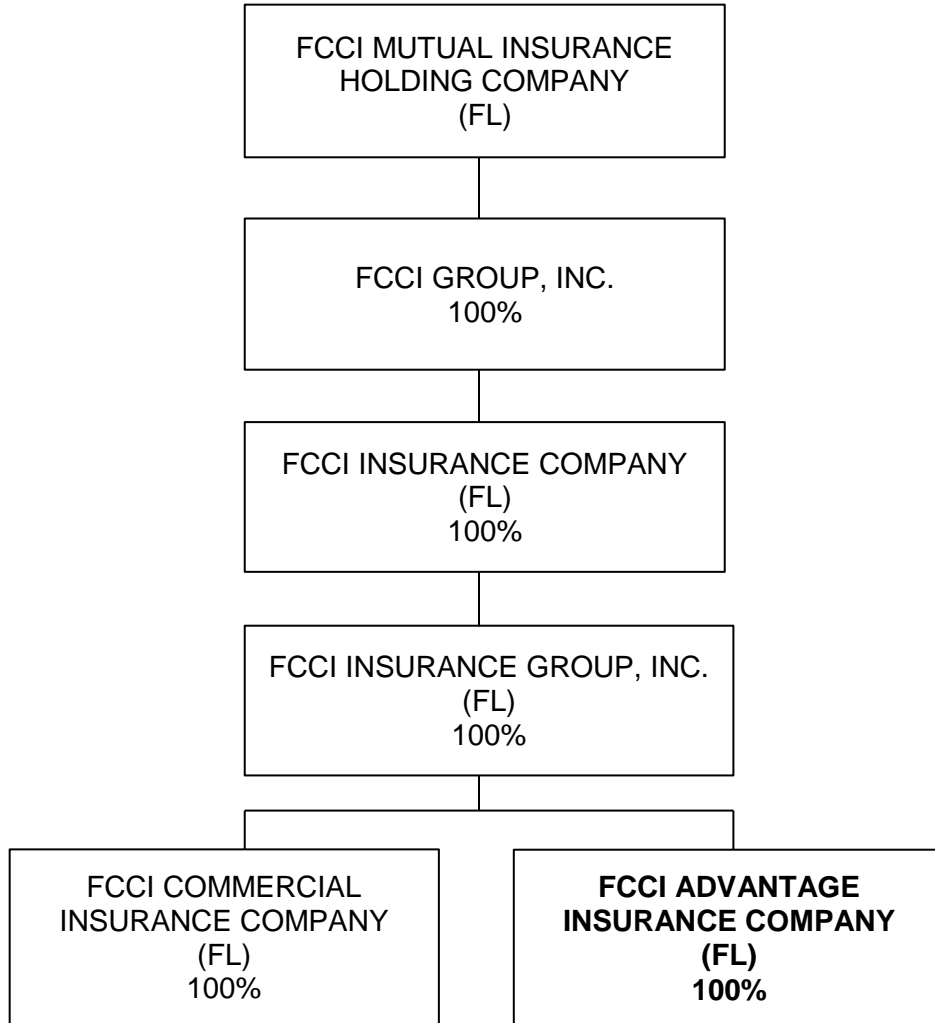 FCCI MUTUAL INSURANCE
HOLDING COMPANY
(FL)
FCCI GROUP, INC.
100%
FCCI INSURANCE COMPANY
(FL)
100%
FCCI INSURANCE GROUP, INC.
(FL)
100%
FCCI COMMERCIAL
INSURANCE COMPANY
(FL)
100%
FCCI ADVANTAGE
INSURANCE COMPANY
(FL)
100%